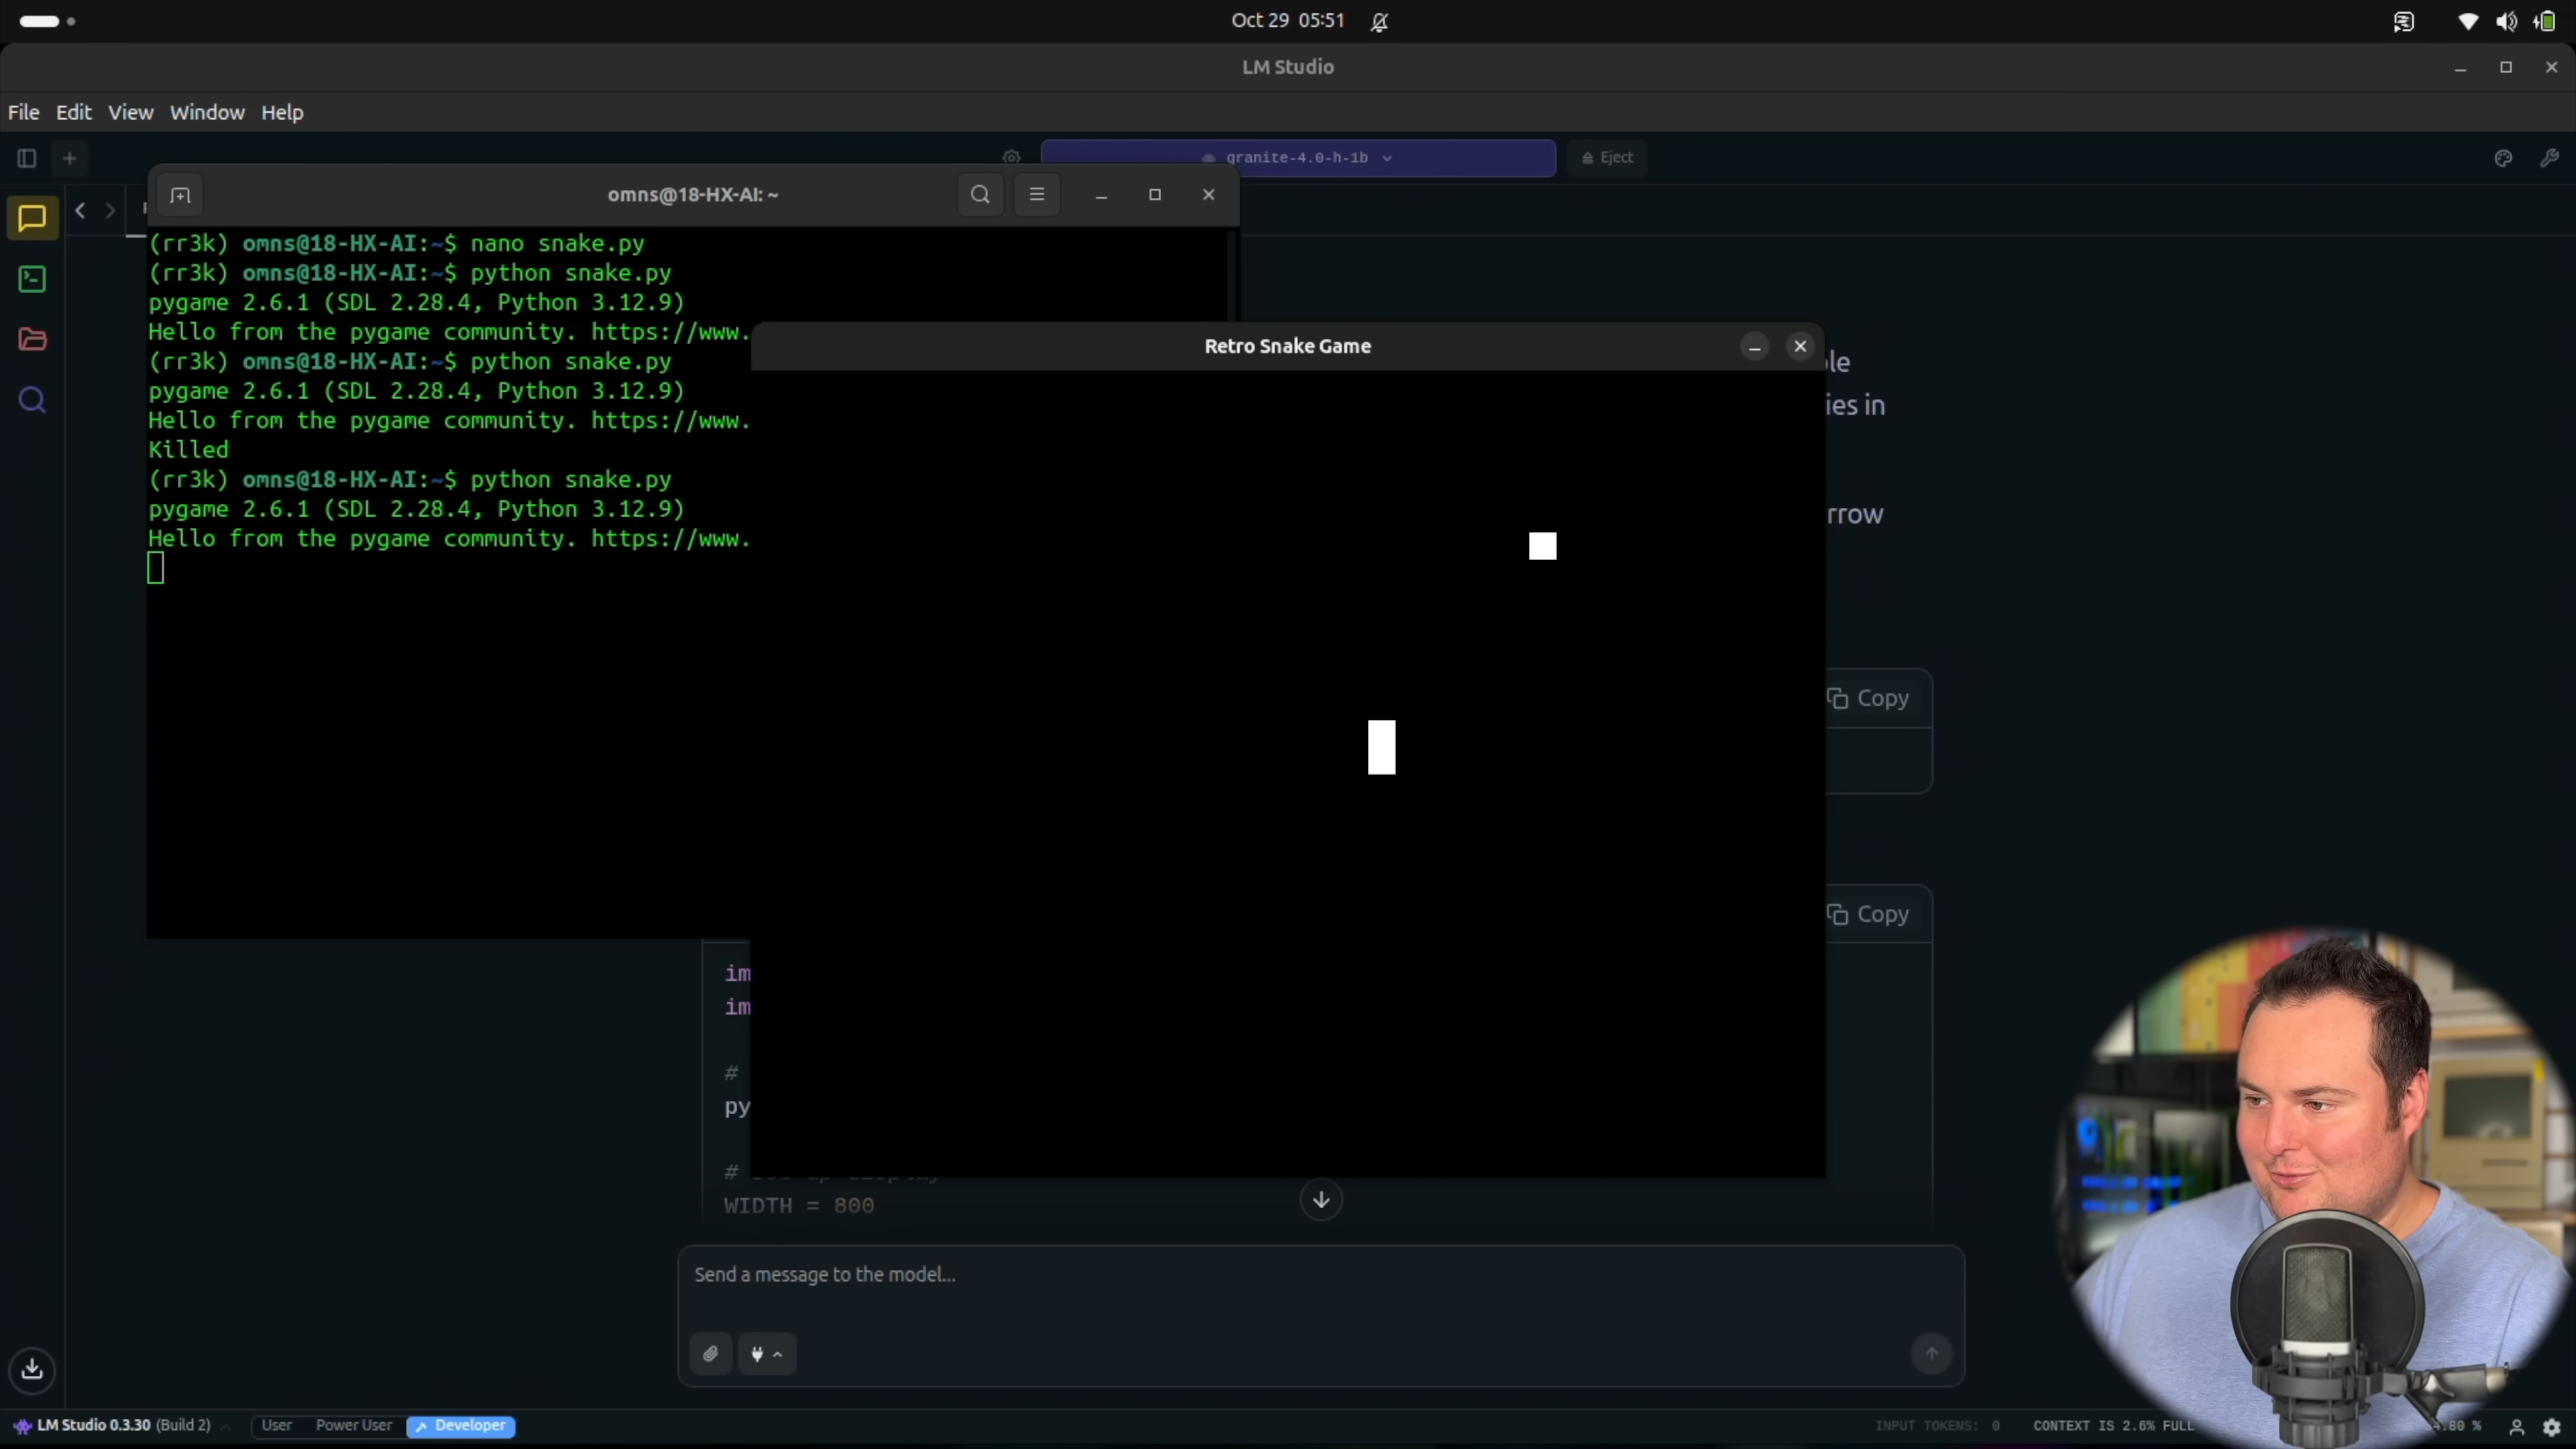 Oct 29 05:51
LM Studio
File Edit View Window Help
granite-4.0-h-1b
Eject
omns@18-HX-AI: ~
(rr3k) omns@18-HX-AI:~$ nano snake.py
(rr3k) omns@18-HX-AI:~$ python snake.py
pygame 2.6.1 (SDL 2.28.4, Python 3.12.9)
Hello from the pygame community. https://www.
(rr3k) omns@18-HX-AI:~$ python snake.py
pygame 2.6.1 (SDL 2.28.4, Python 3.12.9)
Hello from the pygame community. https://www.
Killed
(rr3k) omns@18-HX-AI:~$ python snake.py
pygame 2.6.1 (SDL 2.28.4, Python 3.12.9)
Hello from the pygame community. https://www.
Retro Snake Game
ies in
rrow
Copy
Copy
im
im
#
py
#
WIDTH = 800
Send a message to the model...
LM Studio 0.3.30 (Build 2)
User Power User Developer
INPUT TOKENS: 0 CONTEXT IS 2.6% FULL